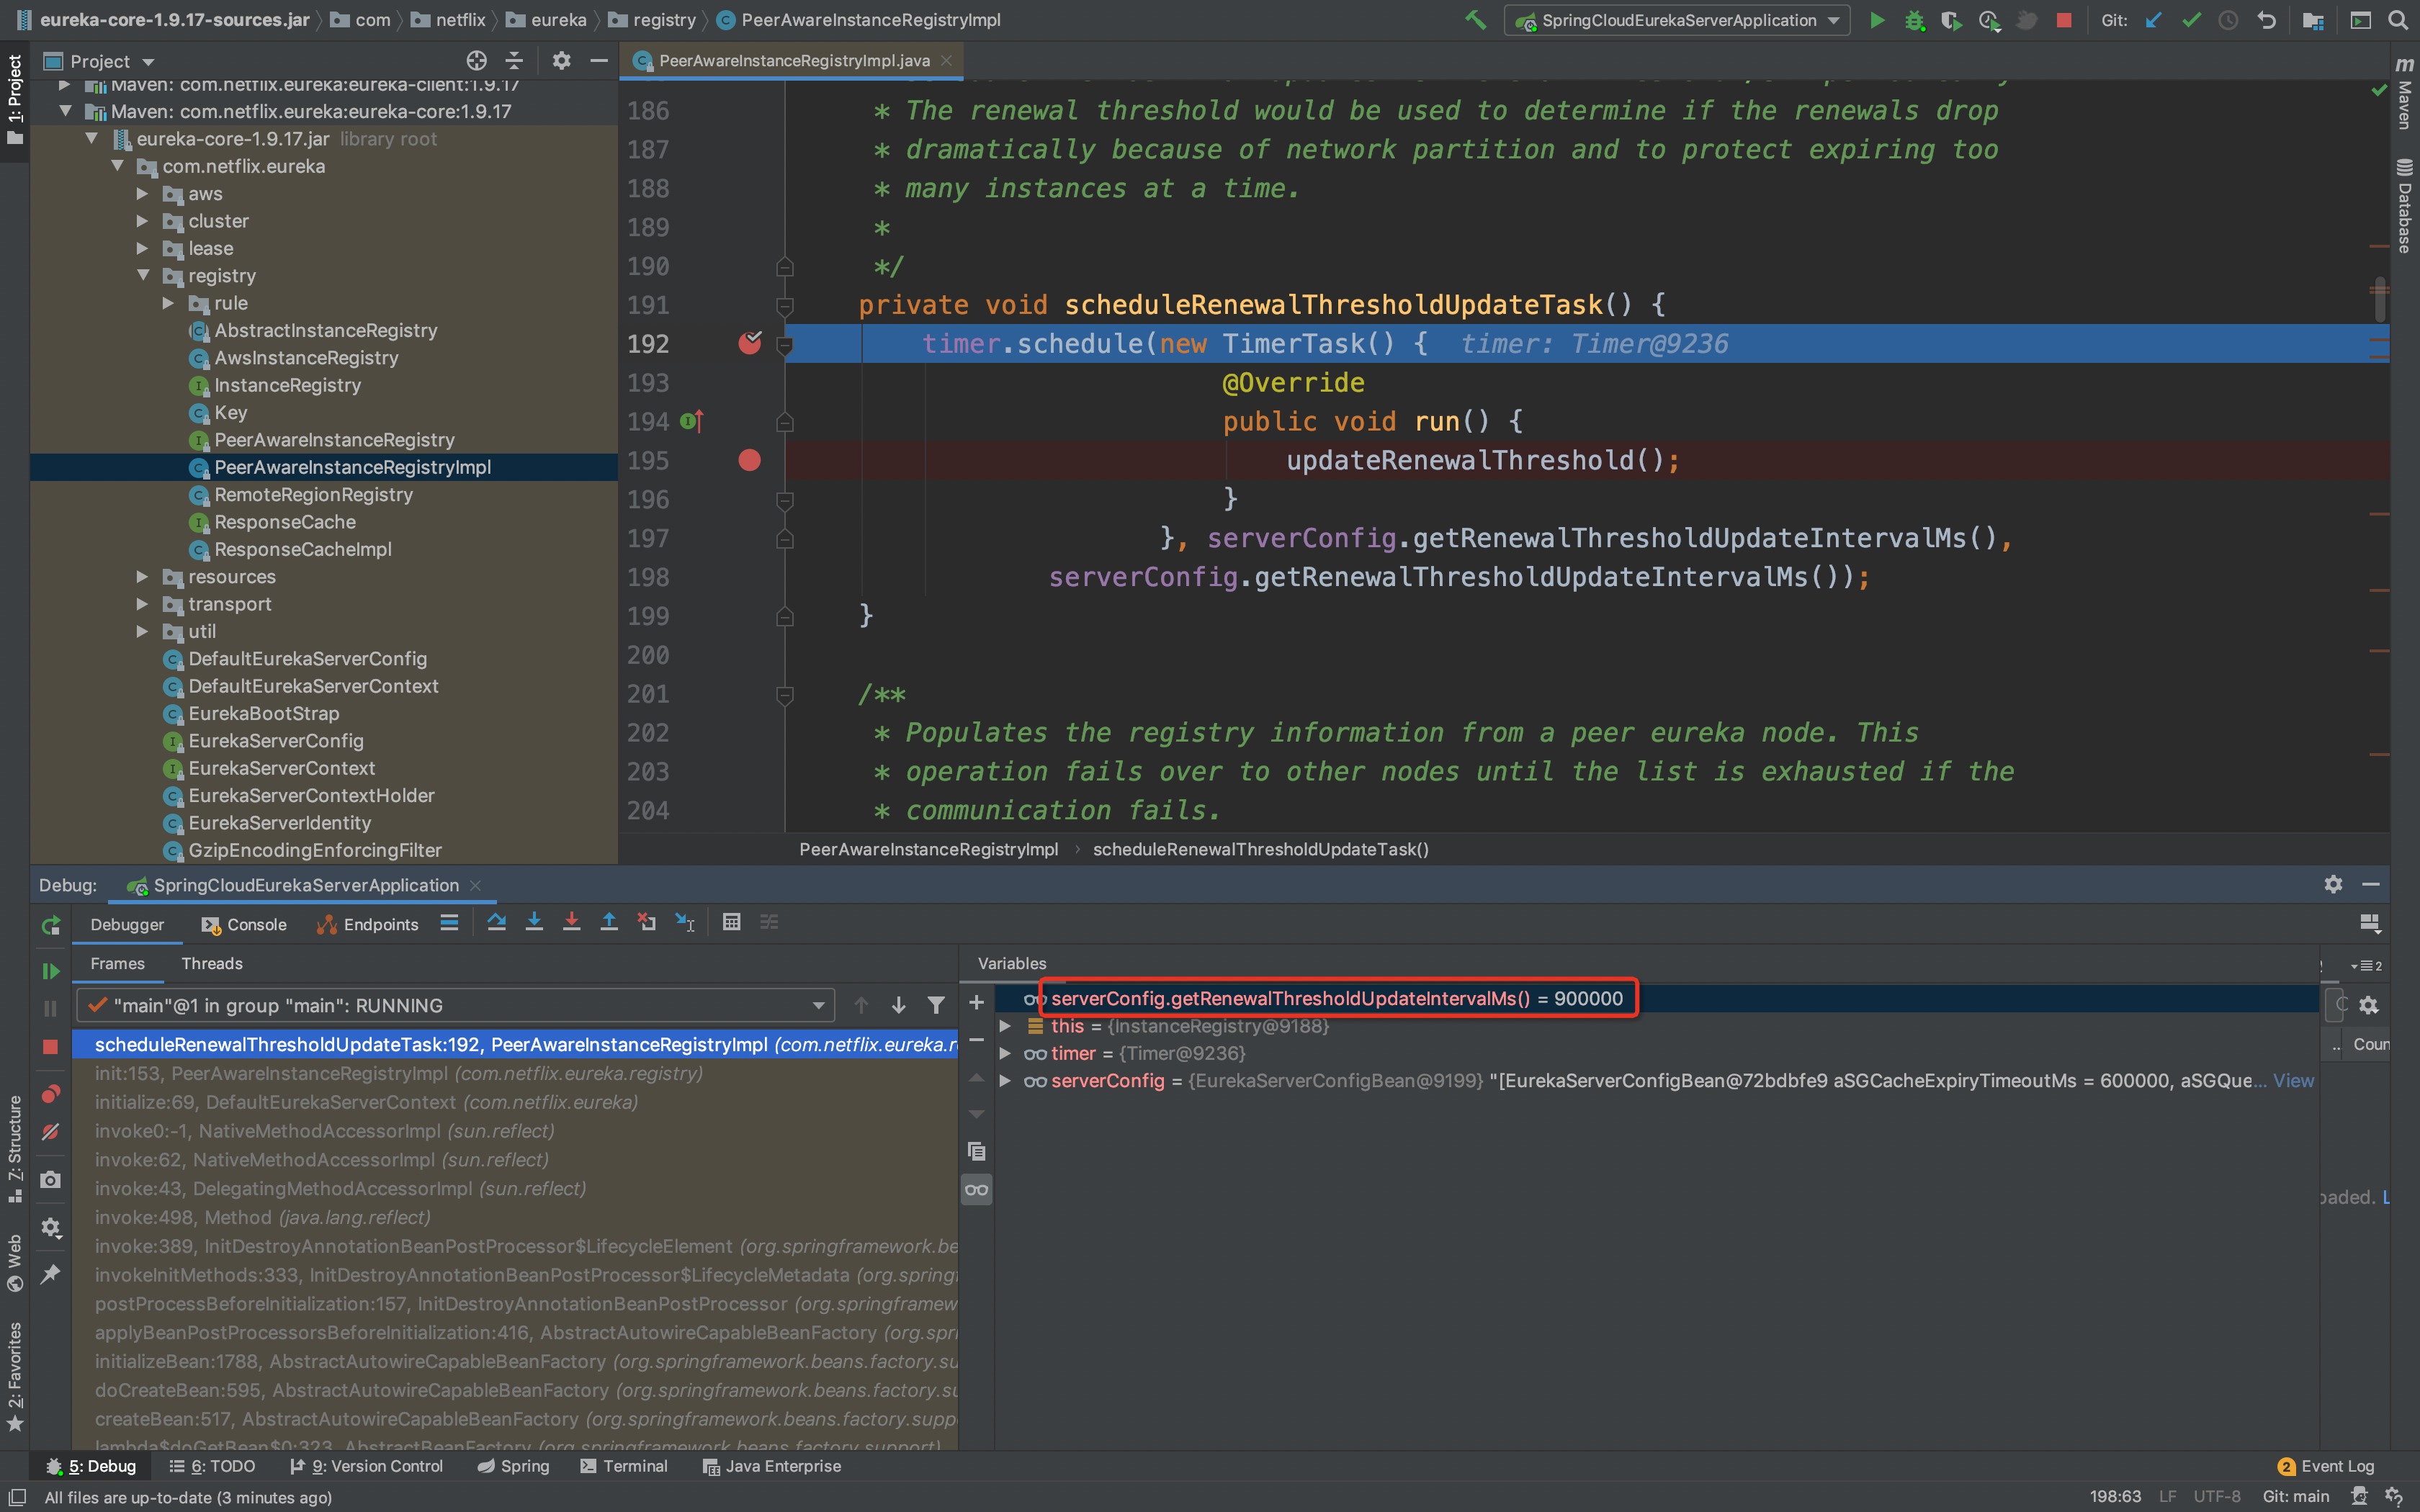 eureka-core-1.9.17-sources.jar com netflix eureka registry PeerAwareInstanceRegistryImpl SpringCloudEurekaServerApplication Git:
Project
PeerAwareInstanceRegistryImpl.java
1: Project
Maven: com.netflix.eureka:eureka-client:1.9.17
Maven: com.netflix.eureka:eureka-core:1.9.17
eureka-core-1.9.17.jar library root
com.netflix.eureka
aws
cluster
lease
registry
rule
AbstractInstanceRegistry
AwsInstanceRegistry
InstanceRegistry
Key
PeerAwareInstanceRegistry
PeerAwareInstanceRegistryImpl
RemoteRegionRegistry
ResponseCache
ResponseCacheImpl
resources
transport
util
DefaultEurekaServerConfig
DefaultEurekaServerContext
EurekaBootStrap
EurekaServerConfig
EurekaServerContext
EurekaServerContextHolder
EurekaServerIdentity
GzipEncodingEnforcingFilter
186 * The renewal threshold would be used to determine if the renewals drop
187 * dramatically because of network partition and to protect expiring too
188 * many instances at a time.
189 *
190 */
191 private void scheduleRenewalThresholdUpdateTask() {
192 timer.schedule(new TimerTask() { timer: Timer@9236
193 @Override
194 public void run() {
195 updateRenewalThreshold();
196 }
197 }, serverConfig.getRenewalThresholdUpdateIntervalMs(),
198 serverConfig.getRenewalThresholdUpdateIntervalMs());
199 }
200
201 /**
202 * Populates the registry information from a peer eureka node. This
203 * operation fails over to other nodes until the list is exhausted if the
204 * communication fails.
PeerAwareInstanceRegistryImpl scheduleRenewalThresholdUpdateTask()
m Maven
Database
Debug: SpringCloudEurekaServerApplication
Debugger Console Endpoints
Frames Threads
Variables
2
"main"@1 in group "main": RUNNING
scheduleRenewalThresholdUpdateTask:192, PeerAwareInstanceRegistryImpl (com.netflix.eureka.r
init:153, PeerAwareInstanceRegistryImpl (com.netflix.eureka.registry)
initialize:69, DefaultEurekaServerContext (com.netflix.eureka)
invoke0:-1, NativeMethodAccessorImpl (sun.reflect)
invoke:62, NativeMethodAccessorImpl (sun.reflect)
invoke:43, DelegatingMethodAccessorImpl (sun.reflect)
invoke:498, Method (java.lang.reflect)
invoke:389, InitDestroyAnnotationBeanPostProcessor$LifecycleElement (org.springframework.be
invokeInitMethods:333, InitDestroyAnnotationBeanPostProcessor$LifecycleMetadata (org.spring
postProcessBeforeInitialization:157, InitDestroyAnnotationBeanPostProcessor (org.springframew
applyBeanPostProcessorsBeforeInitialization:416, AbstractAutowireCapableBeanFactory (org.spri
initializeBean:1788, AbstractAutowireCapableBeanFactory (org.springframework.beans.factory.su
doCreateBean:595, AbstractAutowireCapableBeanFactory (org.springframework.beans.factory.su
createBean:517, AbstractAutowireCapableBeanFactory (org.springframework.beans.factory.supp
lambda$doGetBean$0:323, AbstractBeanFactory (org.springframework.beans.factory.support)
serverConfig.getRenewalThresholdUpdateIntervalMs() = 900000
this = {InstanceRegistry@9188}
timer = {Timer@9236}
serverConfig = {EurekaServerConfigBean@9199} "[EurekaServerConfigBean@72bdbfe9 aSGCacheExpiryTimeoutMs = 600000, aSGQue... View
.. Coun
oaded. L
Z: Structure
Web
2: Favorites
5: Debug 6: TODO 9: Version Control Spring Terminal Java Enterprise 2 Event Log
All files are up-to-date (3 minutes ago) 198:63 LF UTF-8 Git: main